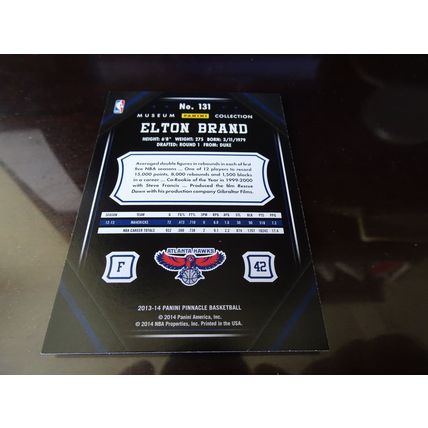 No. 131
MUSEUM PANINI COLLECTION
ELTON BRAND
HEIGHT: 6'8" WEIGHT: 275 BORN: 3/11/1979
DRAFTED: ROUND 1 FROM: DUKE
Averaged double figures in rebounds in each of first
five NBA seasons ... One of 12 players to record
15,000 points, 8,000 rebounds and 1,500 blocks
in a career ... Co-Rookie of the Year in 1999-2000
with Steve Francis ... Produced the film Rescue
Dawn with his production company Gibraltar Films.
SEASON TEAM G
12-13 MAVERICKS 72
NBA CAREER TOTALS
ATLANTA HAWKS
F 42
2013-14 PANINI PINNACLE BASKETBALL
© 2014 Panini America, Inc.
© 2014 NBA Properties, Inc. Printed in the USA.